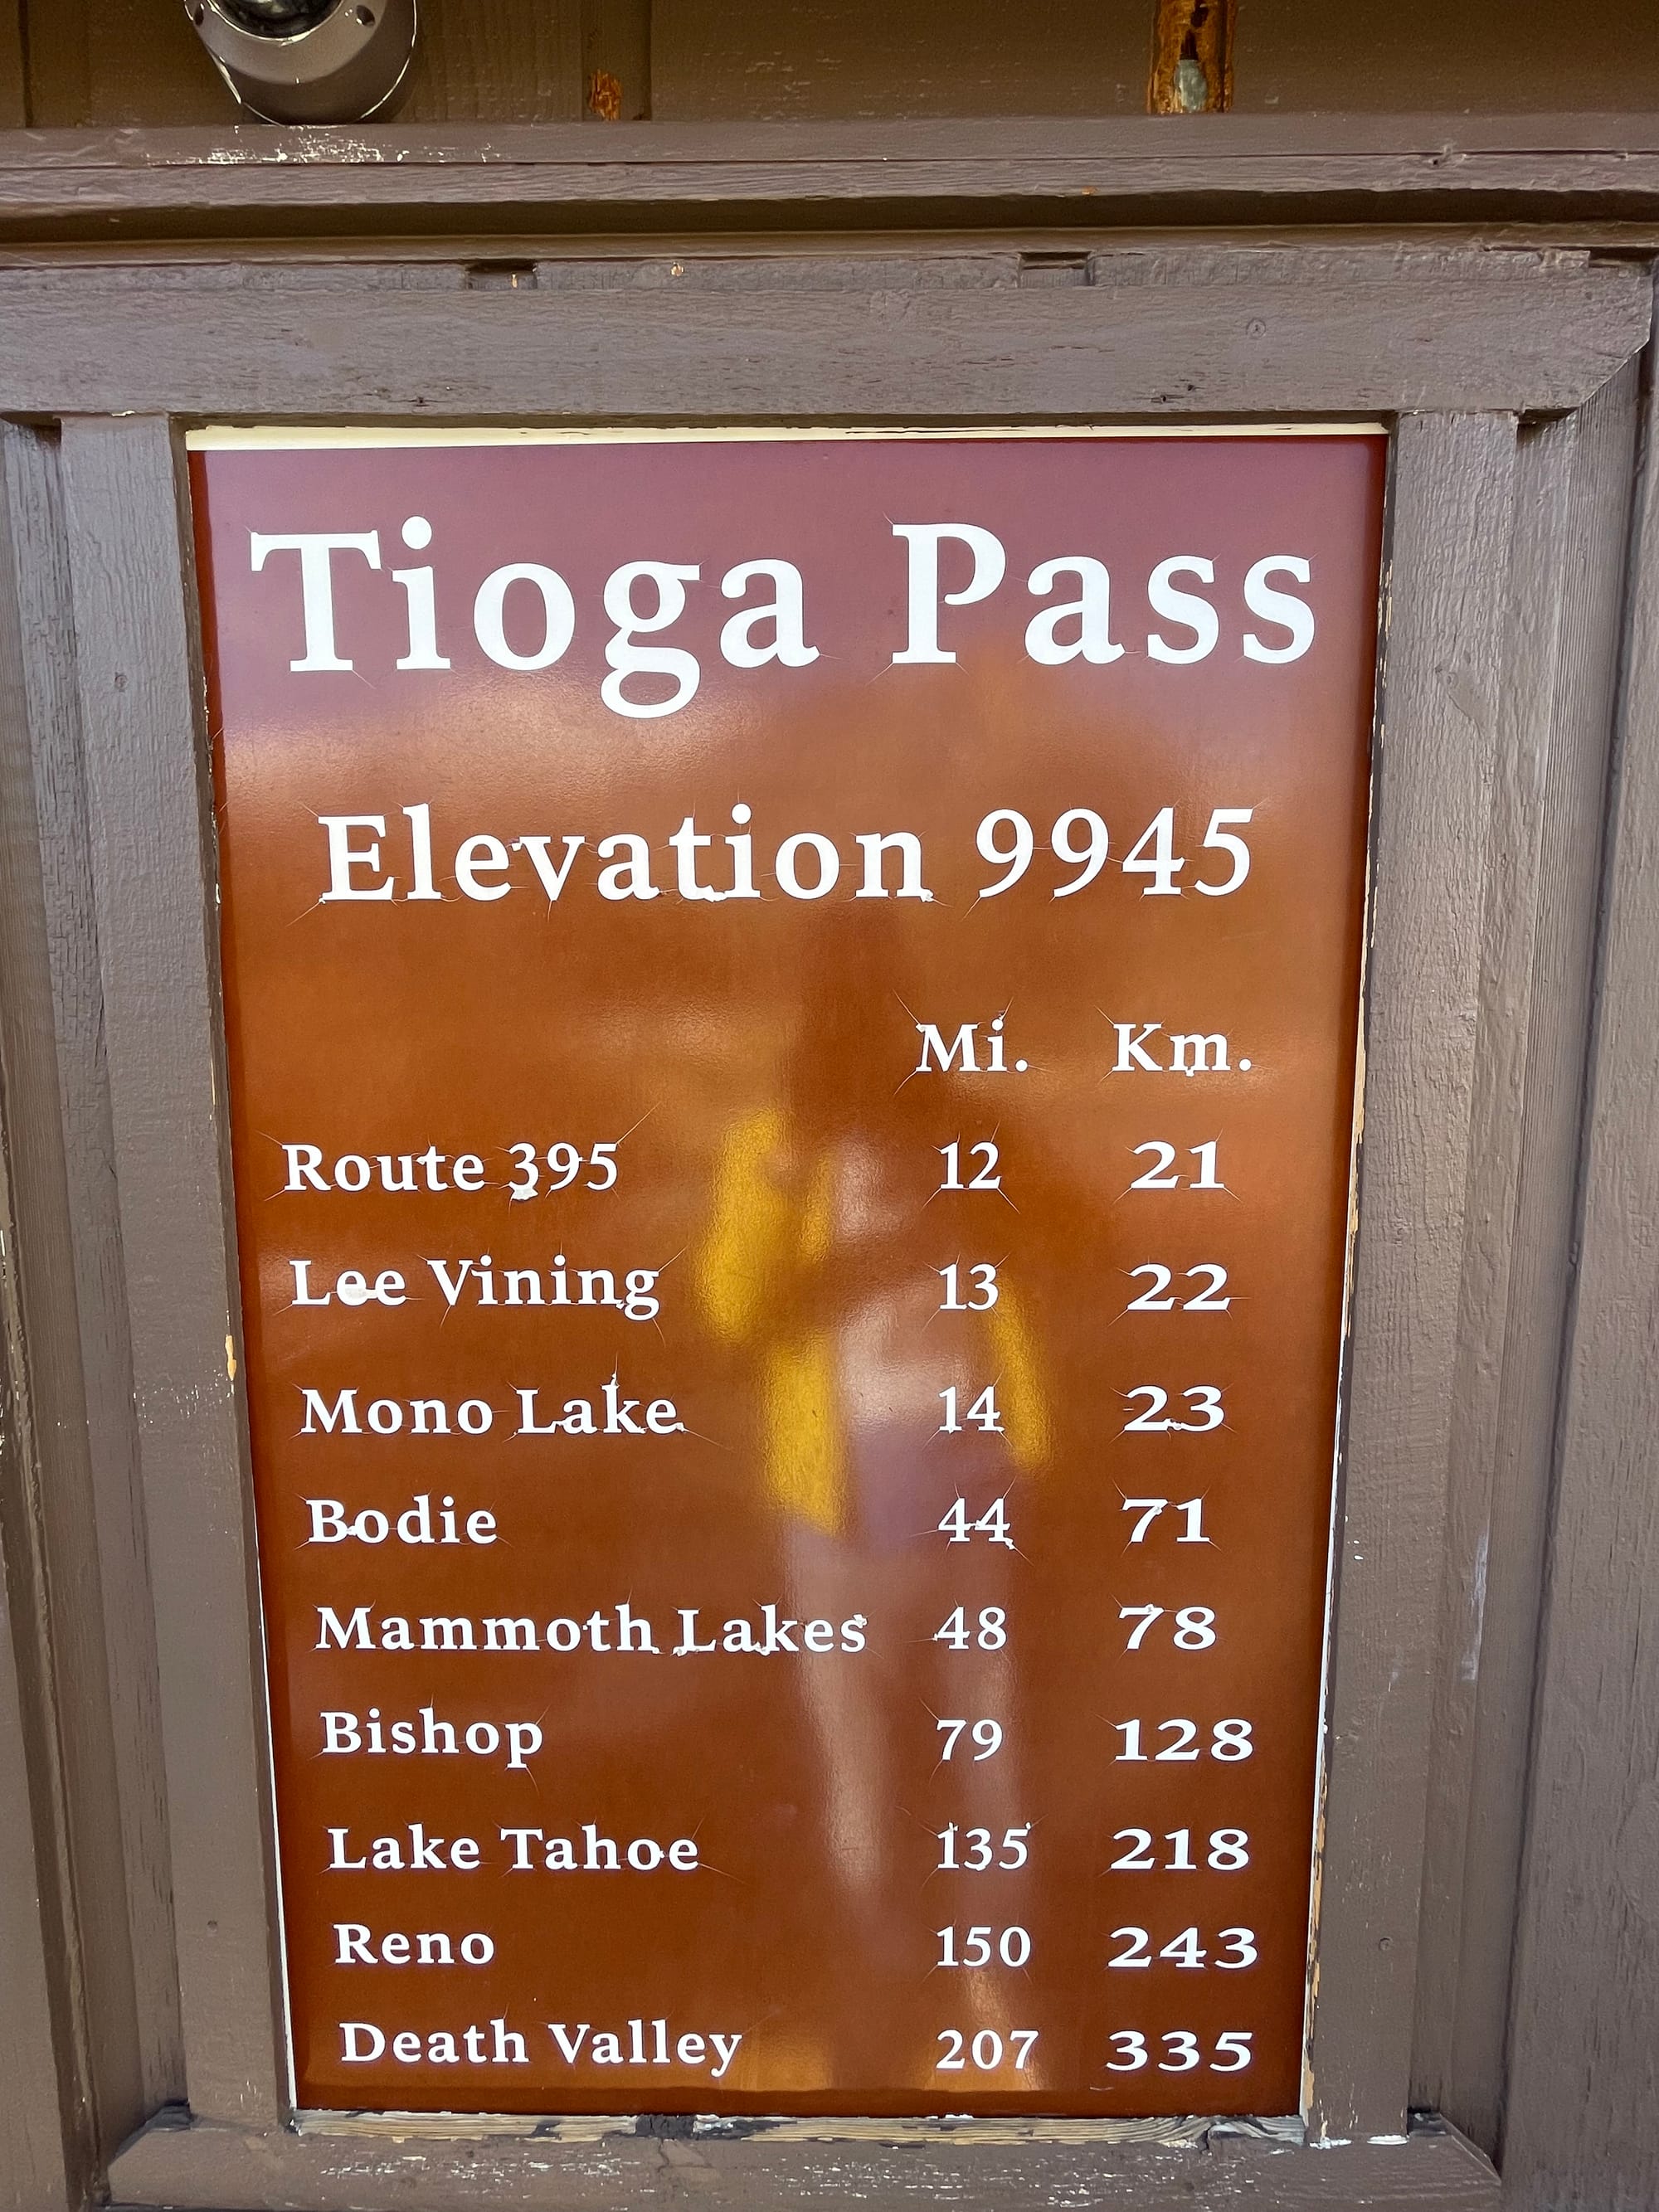 Tioga Pass
Elevation 9945
Mi. Km.
Route 395 12 21
Lee Vining 13 22
Mono Lake 14 23
Bodie 44 71
Mammoth Lakes 48 78
Bishop 79 128
Lake Tahoe 135 218
Reno 150 243
Death Valley 207 335